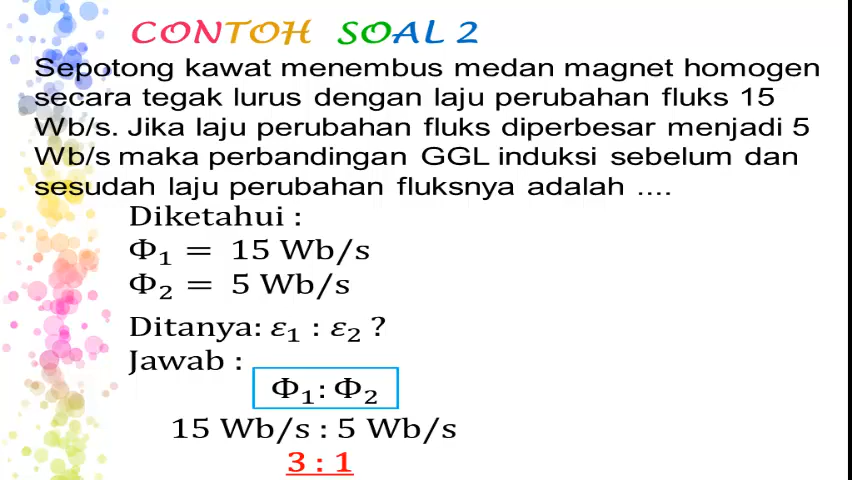 CONTOH SOAL 2
Sepotong kawat menembus medan magnet homogen
secara tegak lurus dengan laju perubahan fluks 15
Wb/s. Jika laju perubahan fluks diperbesar menjadi 5
Wb/s maka perbandingan GGL induksi sebelum dan
sesudah laju perubahan fluksnya adalah ....
Diketahui :
Φ₁ = 15 Wb/s
Φ₂ = 5 Wb/s
Ditanya: ε₁ : ε₂ ?
Jawab :
Φ₁: Φ₂
15 Wb/s : 5 Wb/s
3 : 1